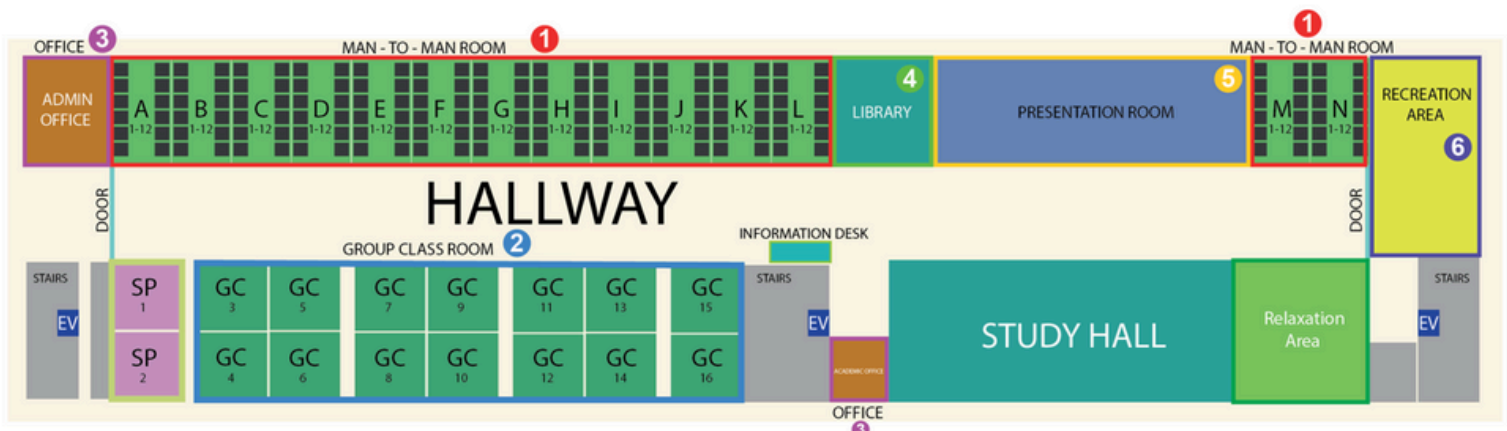 OFFICE 3
MAN - TO - MAN ROOM 1
1
MAN - TO - MAN ROOM
ADMIN
OFFICE
A B C D E F G H I J K L
1-12 1-12 1-12 1-12 1-12 1-12 1-12 1-12 1-12 1-12 1-12 1-12
4
LIBRARY
5
PRESENTATION ROOM
M N
1-12 1-12
RECREATION
AREA
6
DOOR
HALLWAY
DOOR
GROUP CLASS ROOM 2
INFORMATION DESK
STAIRS
EV
SP
1
SP
2
GC GC GC GC GC GC GC
3 5 7 9 11 13 15
GC GC GC GC GC GC GC
4 6 8 10 12 14 16
STAIRS
EV
ACADEMIC OFFICE
OFFICE
3
STUDY HALL
Relaxation
Area
STAIRS
EV